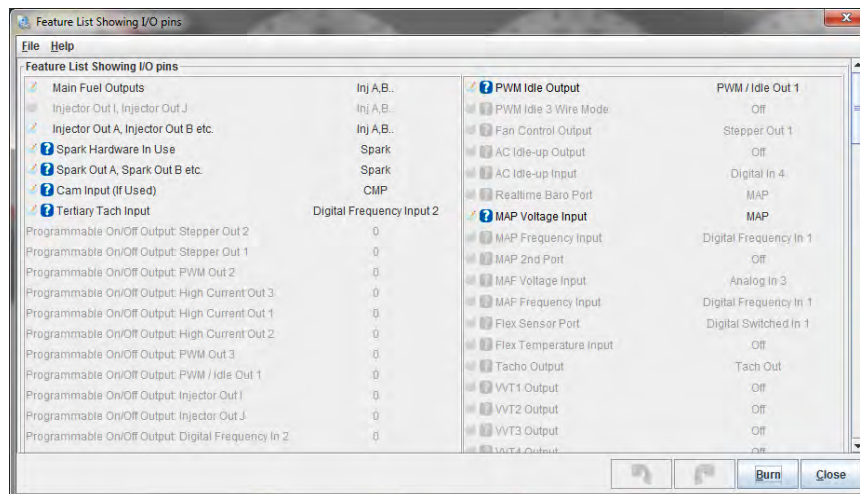 Feature List Showing I/O pins
File Help
Feature List Showing I/O pins
Main Fuel Outputs Inj A,B..
Injector Out I, Injector Out J Inj A,B..
Injector Out A, Injector Out B etc. Inj A,B..
Spark Hardware In Use Spark
Spark Out A, Spark Out B etc. Spark
Cam Input (If Used) CMP
Tertiary Tach Input Digital Frequency Input 2
Programmable On/Off Output: Stepper Out 2 0
Programmable On/Off Output: Stepper Out 1 0
Programmable On/Off Output: PWM Out 2 0
Programmable On/Off Output: High Current Out 3 0
Programmable On/Off Output: High Current Out 1 0
Programmable On/Off Output: High Current Out 2 0
Programmable On/Off Output: PWM Out 3 0
Programmable On/Off Output: PWM / Idle Out 1 0
Programmable On/Off Output: Injector Out I 0
Programmable On/Off Output: Injector Out J 0
Programmable On/Off Output: Digital Frequency In 2 0
PWM Idle Output PWM / Idle Out 1
PWM Idle 3 Wire Mode Off
Fan Control Output Stepper Out 1
AC Idle-up Output Off
AC Idle-up Input Digital In 4
Realtime Baro Port MAP
MAP Voltage Input MAP
MAP Frequency Input Digital Frequency In 1
MAP 2nd Port Off
MAF Voltage Input Analog In 3
MAF Frequency Input Digital Frequency In 1
Flex Sensor Port Digital Switched In 1
Flex Temperature Input Off
Tacho Output Tach Out
VVT1 Output Off
VVT2 Output Off
VVT3 Output Off
VVT4 Output Off
Burn Close